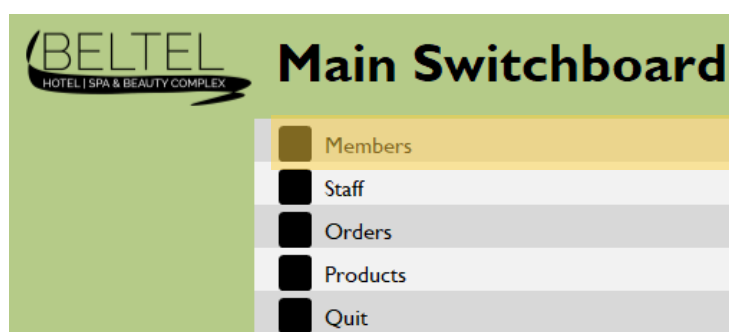 BELTEL
HOTEL | SPA & BEAUTY COMPLEX
Main Switchboard
Members
Staff
Orders
Products
Quit